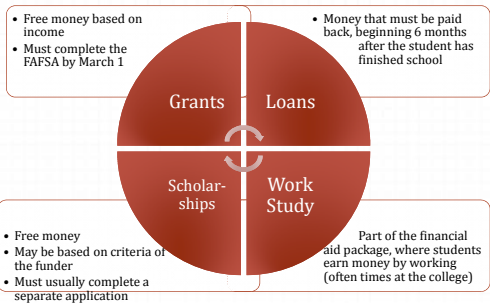 • Free money based on
income
• Must complete the
FAFSA by March 1
• Money that must be paid
back, beginning 6 months
after the student has
finished school
Grants
Loans
Scholar-
ships
Work
Study
• Free money
• May be based on criteria of
the funder
• Must usually complete a
separate application
Part of the financial
aid package, where students
earn money by working
(often times at the college)